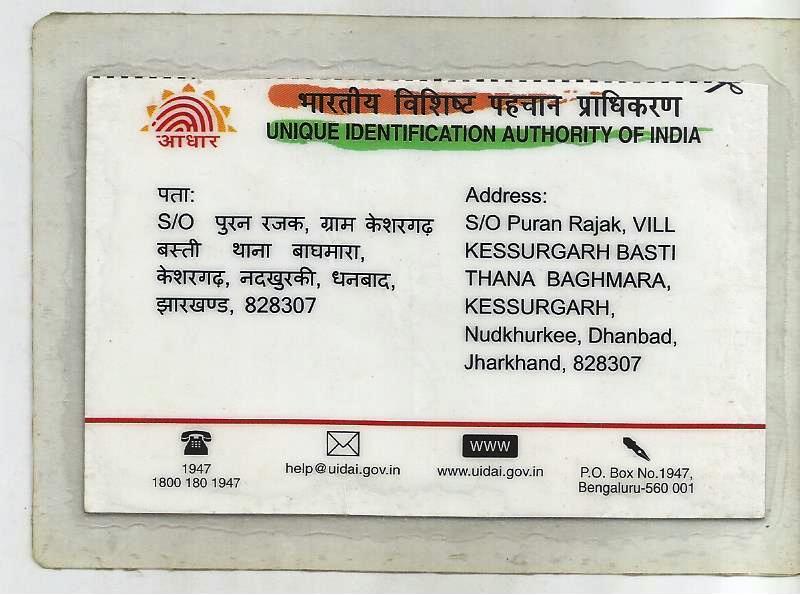 आधार
भारतीय विशिष्ट पहचान प्राधिकरण
UNIQUE IDENTIFICATION AUTHORITY OF INDIA
पता:
S/O पुरन रजक, ग्राम केशरगढ़
बस्ती थाना बाघमारा,
केशरगढ़, नदखुरकी, धनबाद,
झारखण्ड, 828307
Address:
S/O Puran Rajak, VILL
KESSURGARH BASTI
THANA BAGHMARA,
KESSURGARH,
Nudkhurkee, Dhanbad,
Jharkhand, 828307
1947
1800 180 1947
help@uidai.gov.in
www
www.uidai.gov.in
P.O. Box No.1947,
Bengaluru-560 001